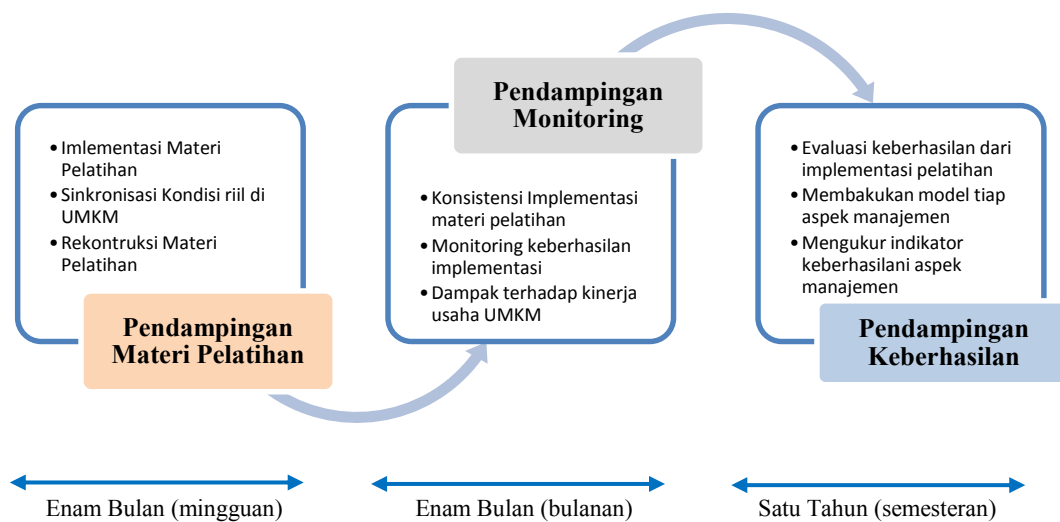 • Imlementasi Materi
Pelatihan
• Sinkronisasi Kondisi riil di
UMKM
• Rekontruksi Materi
Pelatihan
Pendampingan
Materi Pelatihan
Pendampingan
Monitoring
• Konsistensi Implementasi
materi pelatihan
• Monitoring keberhasilan
implementasi
• Dampak terhadap kinerja
usaha UMKM
• Evaluasi keberhasilan dari
implementasi pelatihan
• Membakukan model tiap
aspek manajemen
• Mengukur indikator
keberhasilani aspek
manajemen
Pendampingan
Keberhasilan
Enam Bulan (mingguan)
Enam Bulan (bulanan)
Satu Tahun (semesteran)